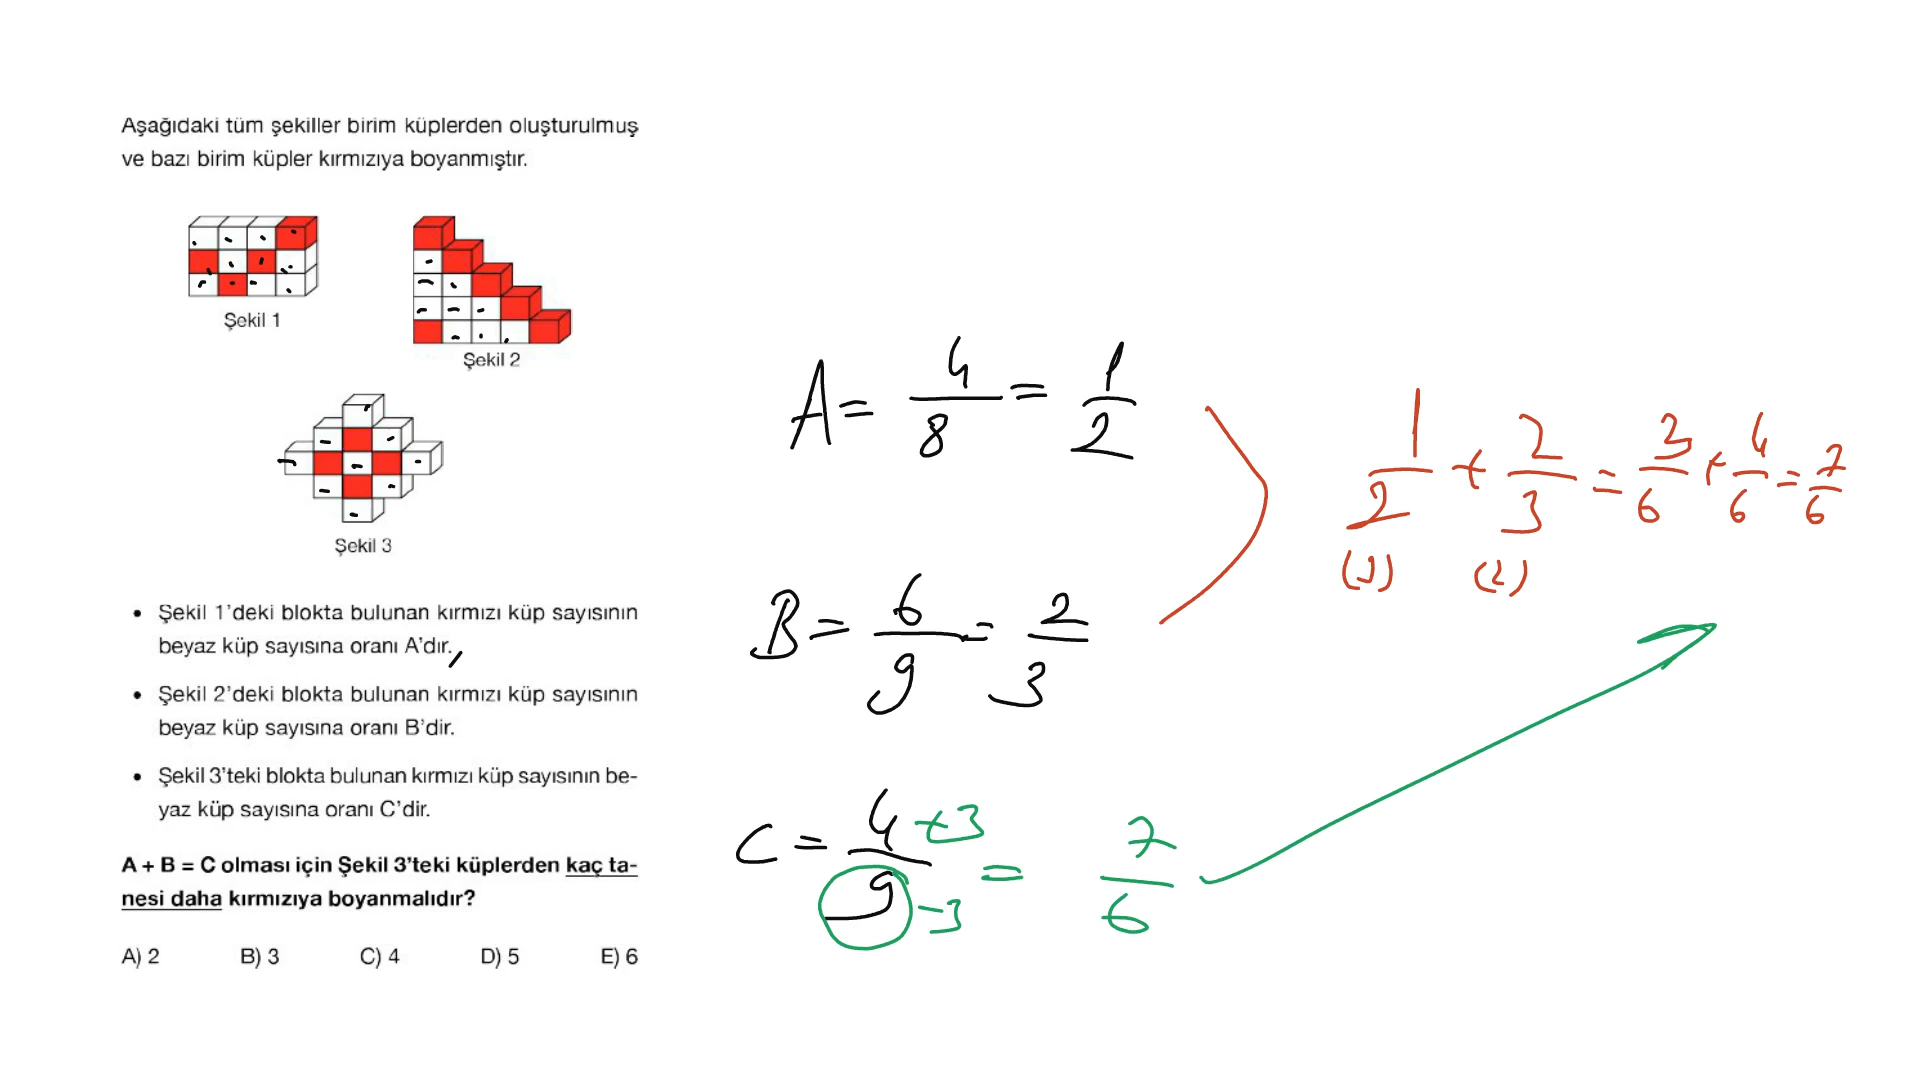 Aşağıdaki tüm şekiller birim küplerden oluşturulmuş
ve bazı birim küpler kırmızıya boyanmıştır.
Şekil 1
Şekil 2
Şekil 3
• Şekil 1'deki blokta bulunan kırmızı küp sayısının
beyaz küp sayısına oranı A'dır.
• Şekil 2'deki blokta bulunan kırmızı küp sayısının
beyaz küp sayısına oranı B'dir.
• Şekil 3'teki blokta bulunan kırmızı küp sayısının be-
yaz küp sayısına oranı C'dir.
A + B = C olması için Şekil 3'teki küplerden kaç ta-
nesi daha kırmızıya boyanmalıdır?
A) 2 B) 3 C) 4 D) 5 E) 6
A = 4/8 = 1/2
B = 6/9 = 2/3
C = 4+3/9-3 = 7/6
1/2 + 2/3 = 3/6 + 4/6 = 7/6
(3) (2)